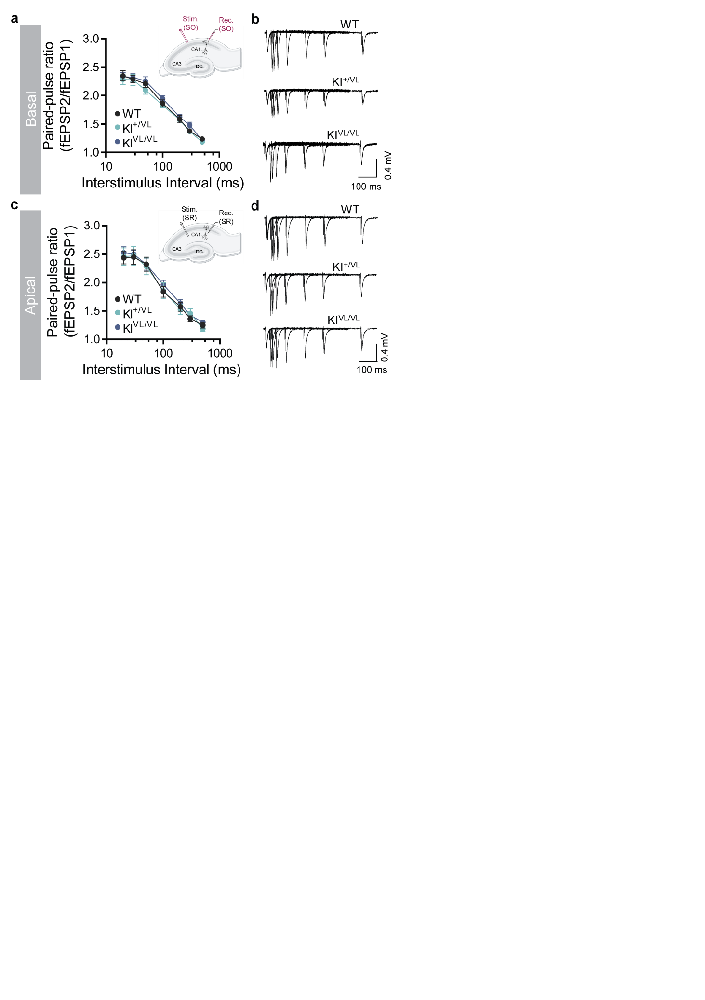 a
Basal
Paired-pulse ratio
(fEPSP2/fEPSP1)
3.0
2.5
2.0
1.5
1.0
10
100
1000
Interstimulus Interval (ms)
WT
KI+/VL
KIVL/VL
Stim.
(SO)
Rec.
(SO)
CA1
CA3
DG
b
WT
KI+/VL
KIVL/VL
0.4 mV
100 ms
c
Apical
Paired-pulse ratio
(fEPSP2/fEPSP1)
3.0
2.5
2.0
1.5
1.0
10
100
1000
Interstimulus Interval (ms)
WT
KI+/VL
KIVL/VL
Stim.
(SR)
Rec.
(SR)
CA1
CA3
DG
d
WT
KI+/VL
KIVL/VL
0.4 mV
100 ms